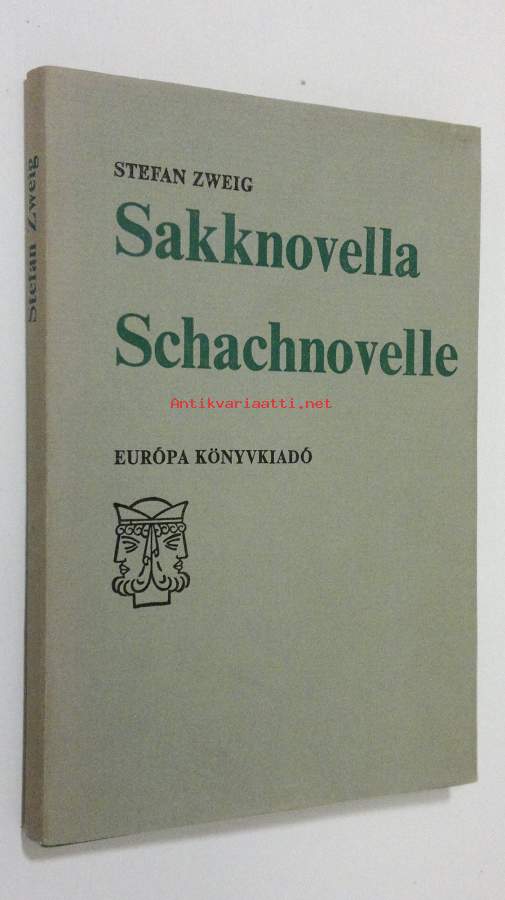 STEFAN ZWEIG
Sakknovella
Schachnovelle
Antikvariaatti.net
EURÓPA KÖNYVKIADÓ
Stefan Zweig